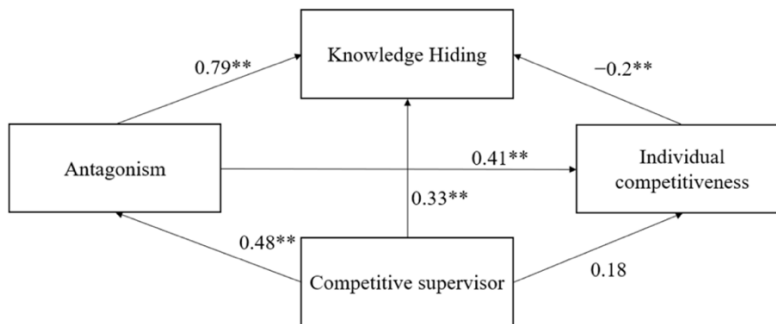 Knowledge Hiding
0.79**
−0.2**
Antagonism
0.41**
Individual
competitiveness
0.33**
0.48**
Competitive supervisor
0.18